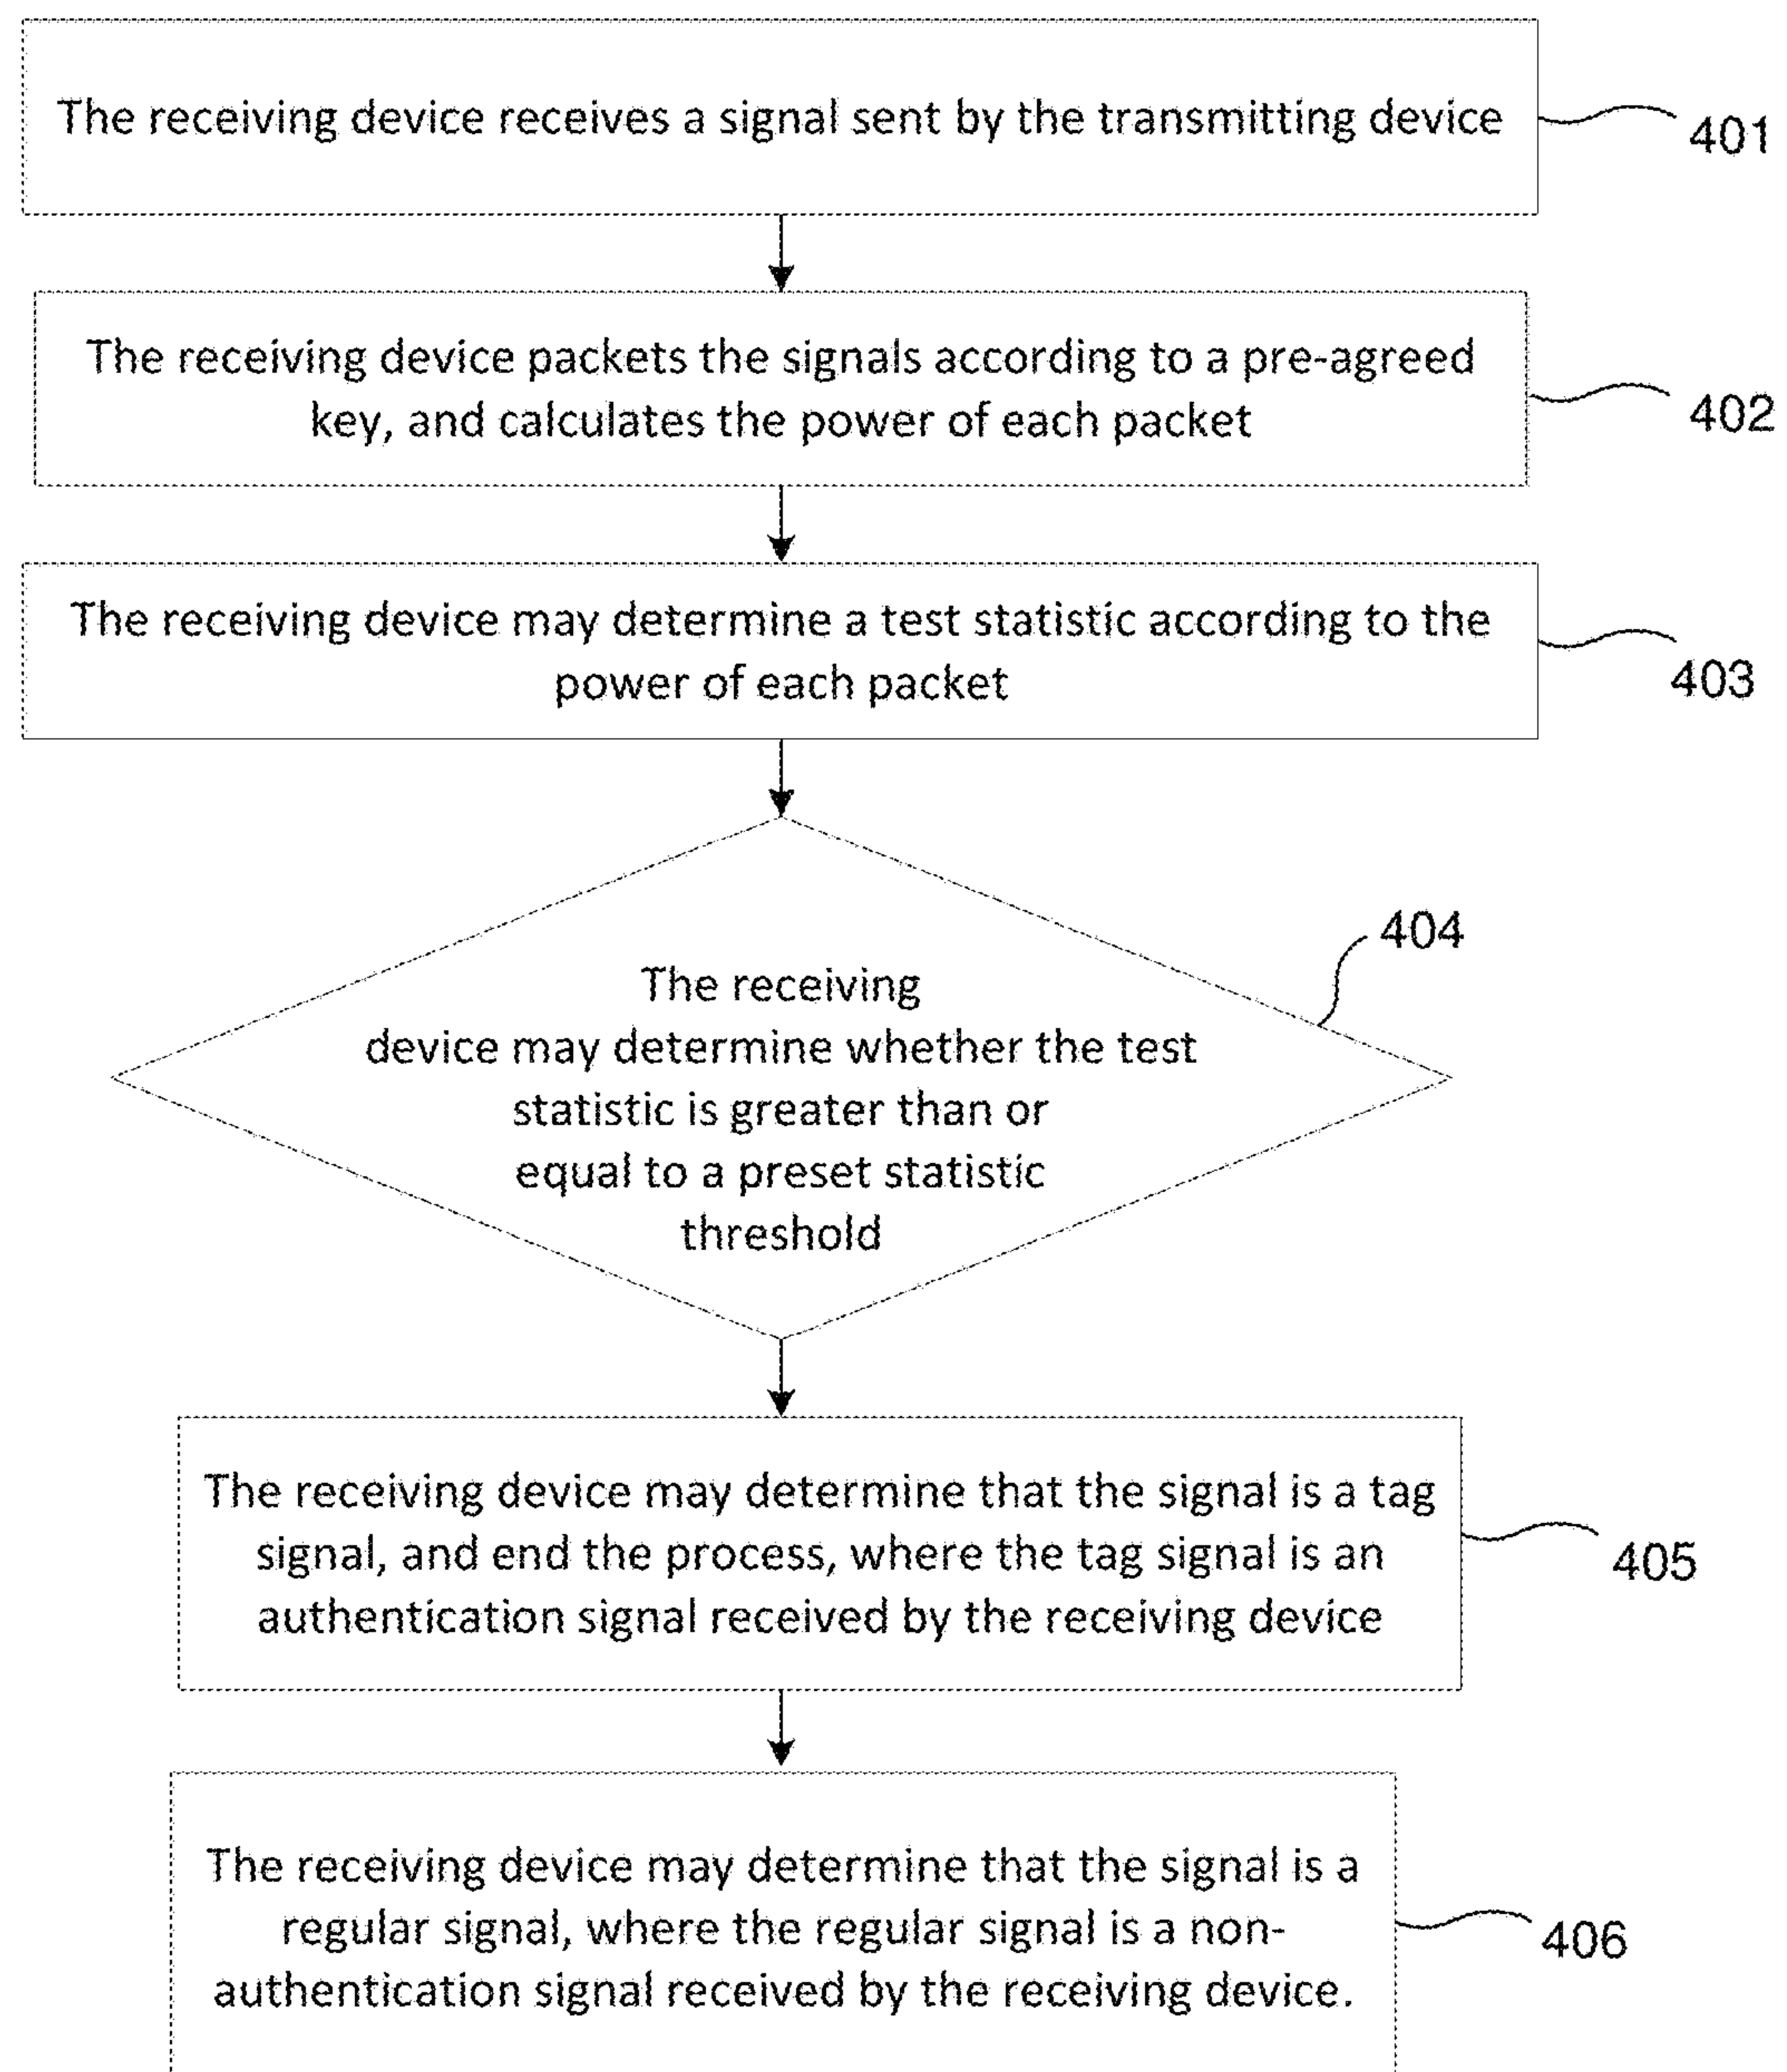 The receiving device receives a signal sent by the transmitting device
401
The receiving device packets the signals according to a pre-agreed
key, and calculates the power of each packet
402
The receiving device may determine a test statistic according to the
power of each packet
403
404
The receiving
device may determine whether the test
statistic is greater than or
equal to a preset statistic
threshold
The receiving device may determine that the signal is a tag
signal, and end the process, where the tag signal is an
authentication signal received by the receiving device
405
The receiving device may determine that the signal is a
regular signal, where the regular signal is a non-
authentication signal received by the receiving device.
406